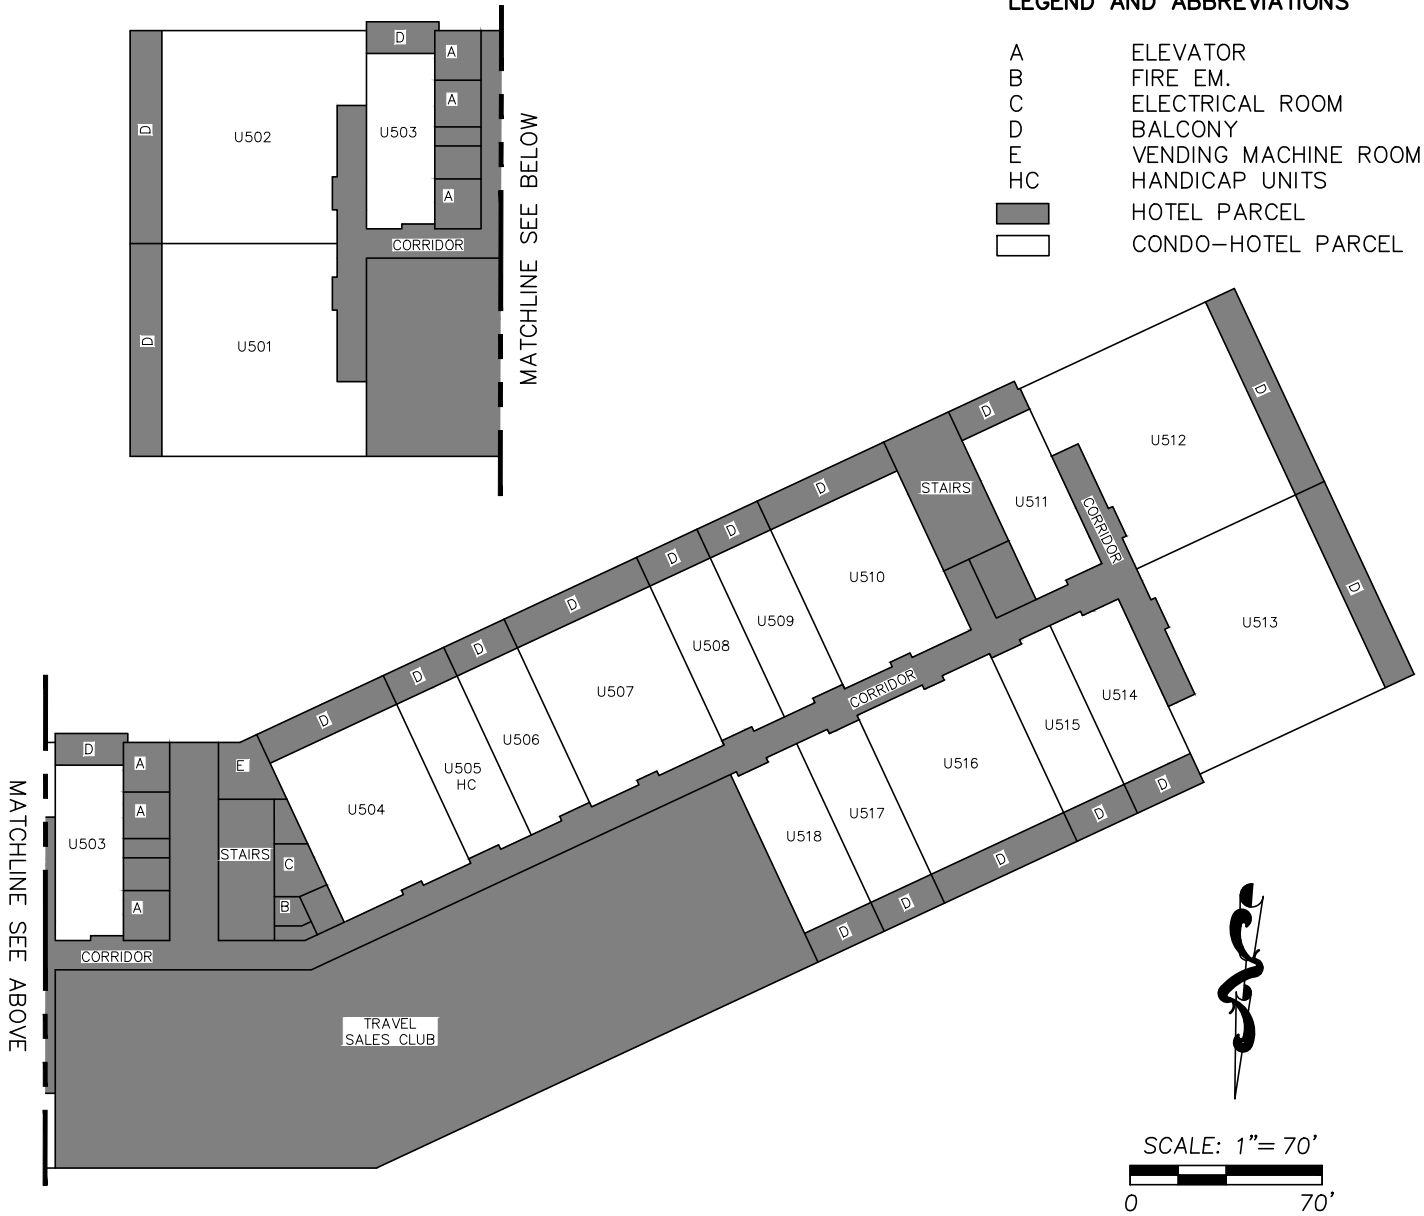 LEGEND AND ABBREVIATIONS
A ELEVATOR
B FIRE EM.
C ELECTRICAL ROOM
D BALCONY
E VENDING MACHINE ROOM
HC HANDICAP UNITS
HOTEL PARCEL
CONDO-HOTEL PARCEL
D
A
A
A
D
U502
U503
CORRIDOR
D
U501
MATCHLINE SEE BELOW
D
D
U512
D
STAIRS
U511
CORRIDOR
D
U510
D
U509
D
U508
U513
D
D
U507
D
U506
D
U505
HC
D
U504
CORRIDOR
U514
U515
U516
U517
U518
D
D
D
D
D
D
A
A
A
E
U503
STAIRS
C
B
CORRIDOR
MATCHLINE SEE ABOVE
TRAVEL
SALES CLUB
SCALE: 1"= 70'
0 70'